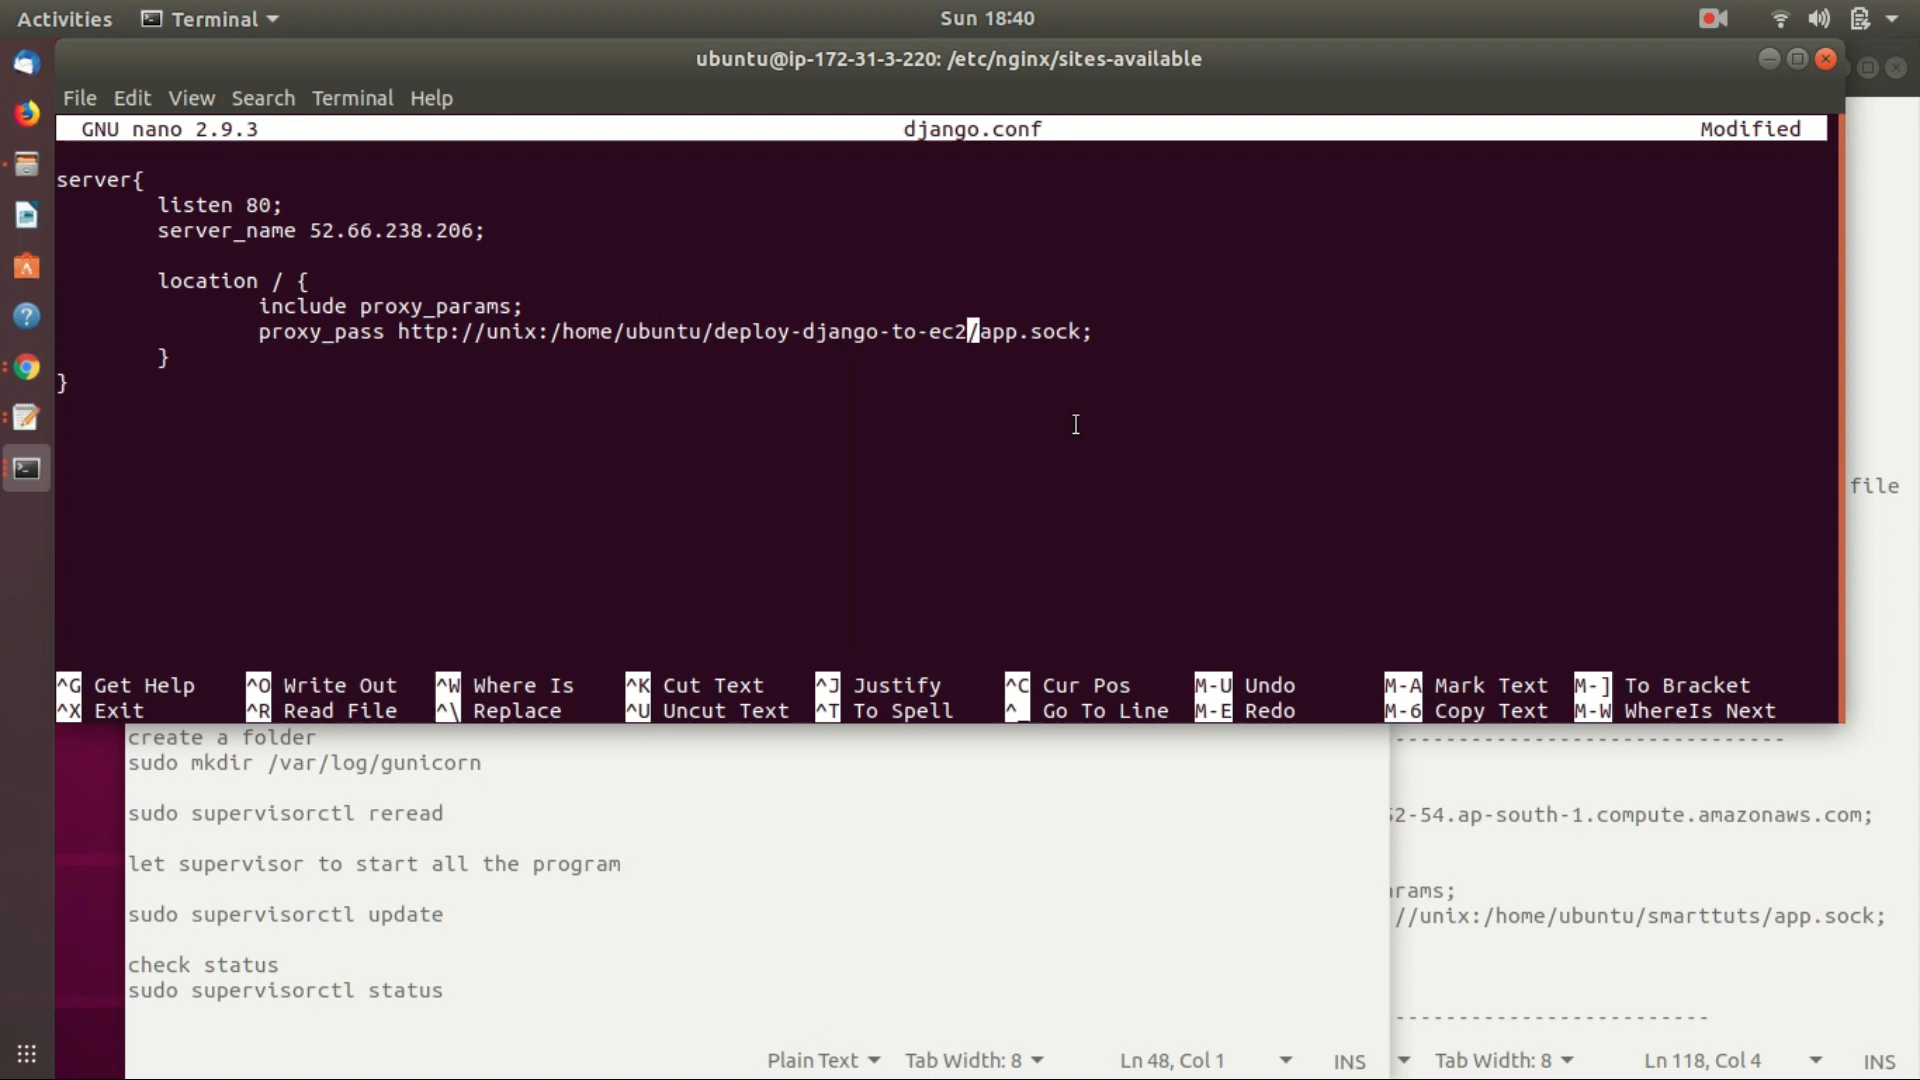 Activities Terminal Sun 18:40
ubuntu@ip-172-31-3-220: /etc/nginx/sites-available
File Edit View Search Terminal Help
GNU nano 2.9.3 django.conf Modified
server{
listen 80;
server_name 52.66.238.206;
location / {
include proxy_params;
proxy_pass http://unix:/home/ubuntu/deploy-django-to-ec2/app.sock;
}
}
file
^G Get Help ^O Write Out ^W Where Is ^K Cut Text ^J Justify ^C Cur Pos M-U Undo M-A Mark Text M-] To Bracket
^X Exit ^R Read File ^\ Replace ^U Uncut Text ^T To Spell ^_ Go To Line M-E Redo M-6 Copy Text M-W WhereIs Next
create a folder
sudo mkdir /var/log/gunicorn
sudo supervisorctl reread
let supervisor to start all the program
sudo supervisorctl update
check status
sudo supervisorctl status
Plain Text Tab Width: 8 Ln 48, Col 1 INS
-------------------------------
2-54.ap-south-1.compute.amazonaws.com;
rams;
//unix:/home/ubuntu/smarttuts/app.sock;
-------------------------
Tab Width: 8 Ln 118, Col 4 INS